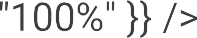 "100%" }} />